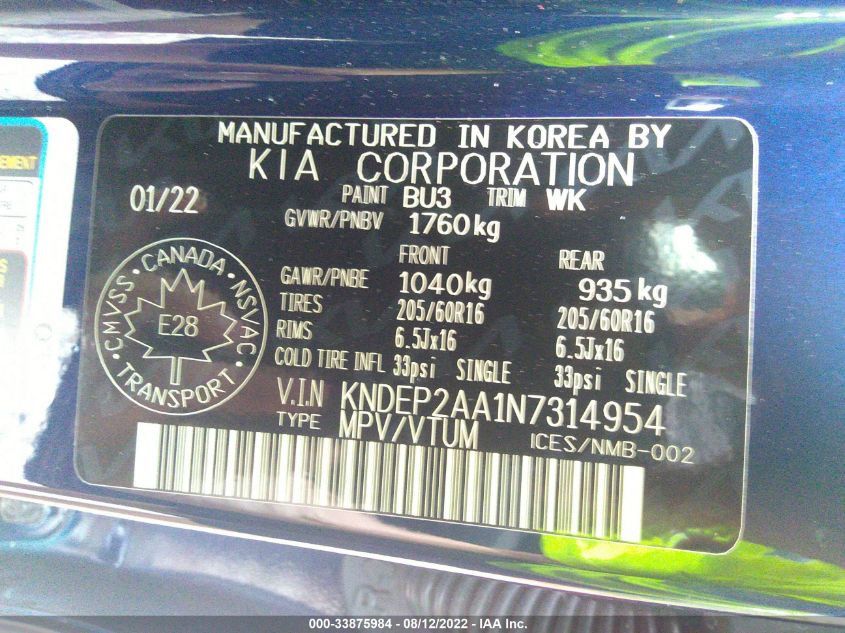 MANUFACTURED IN KOREA BY
KIA CORPORATION
01/22 PAINT BU3 TRIM WK
GVWR/PNBV 1760kg
FRONT REAR
GAWR/PNBE 1040kg 935kg
TIRES 205/60R16 205/60R16
RIMS 6.5Jx16 6.5Jx16
COLD TIRE INFL 33psi SINGLE 33psi SINGLE
V.I.N KNDEP2AA1N7314954
TYPE MPV/VTUM ICES/NMB-002
CMVSS · CANADA · NSVAC
E28
TRANSPORT
000-33875984 - 08/12/2022 - IAA Inc.